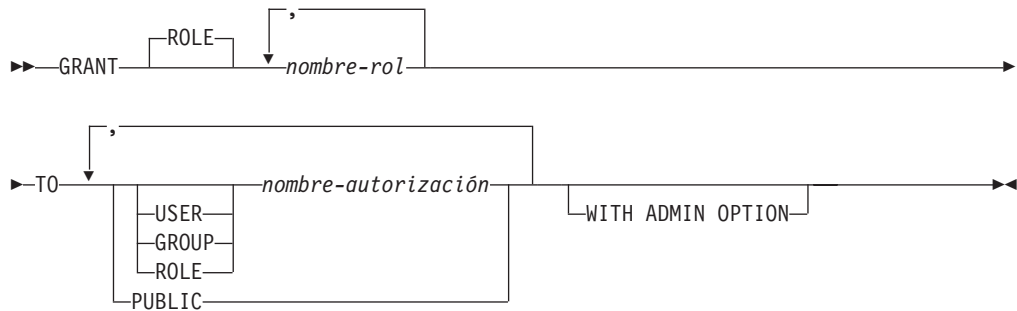 ROLE
,
GRANT nombre-rol
,
TO nombre-autorización
USER WITH ADMIN OPTION
GROUP
ROLE
PUBLIC